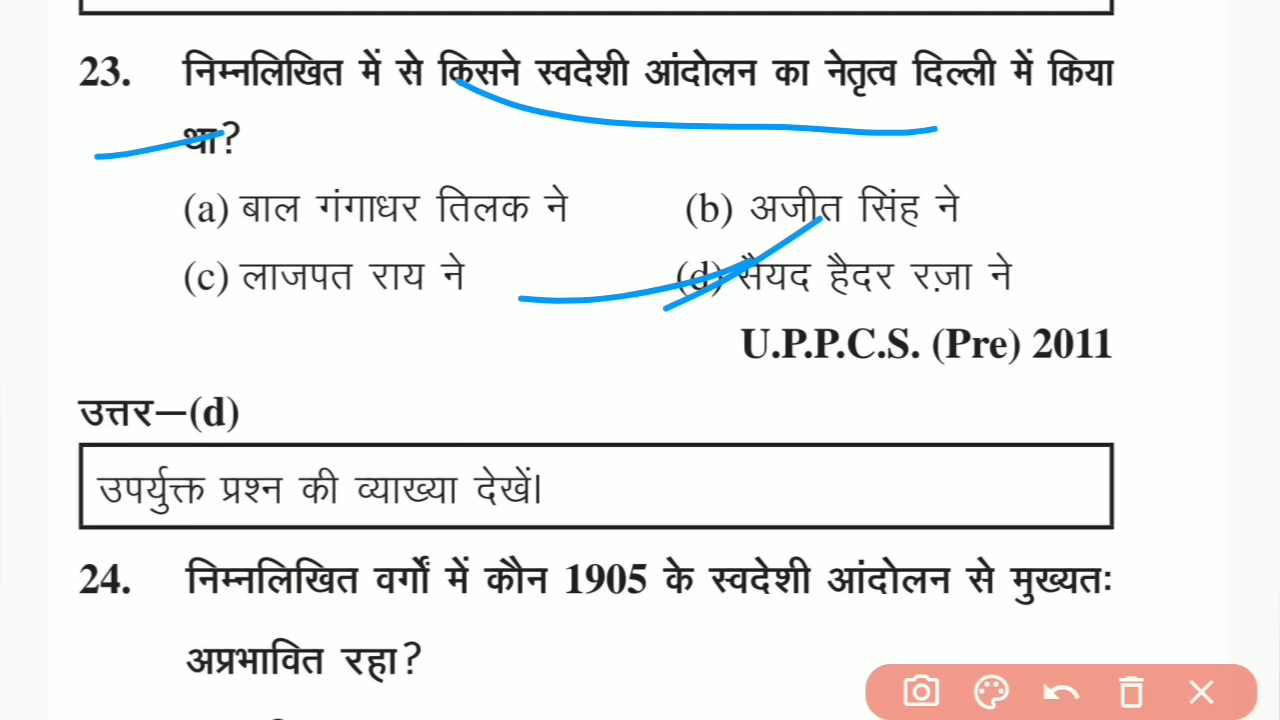 23. निम्नलिखित में से किसने स्वदेशी आंदोलन का नेतृत्व दिल्ली में किया
था?
(a) बाल गंगाधर तिलक ने (b) अजीत सिंह ने
(c) लाजपत राय ने (d) सैयद हैदर रज़ा ने
U.P.P.C.S. (Pre) 2011
उत्तर—(d)
उपर्युक्त प्रश्न की व्याख्या देखें।
24. निम्नलिखित वर्गों में कौन 1905 के स्वदेशी आंदोलन से मुख्यतः
अप्रभावित रहा?